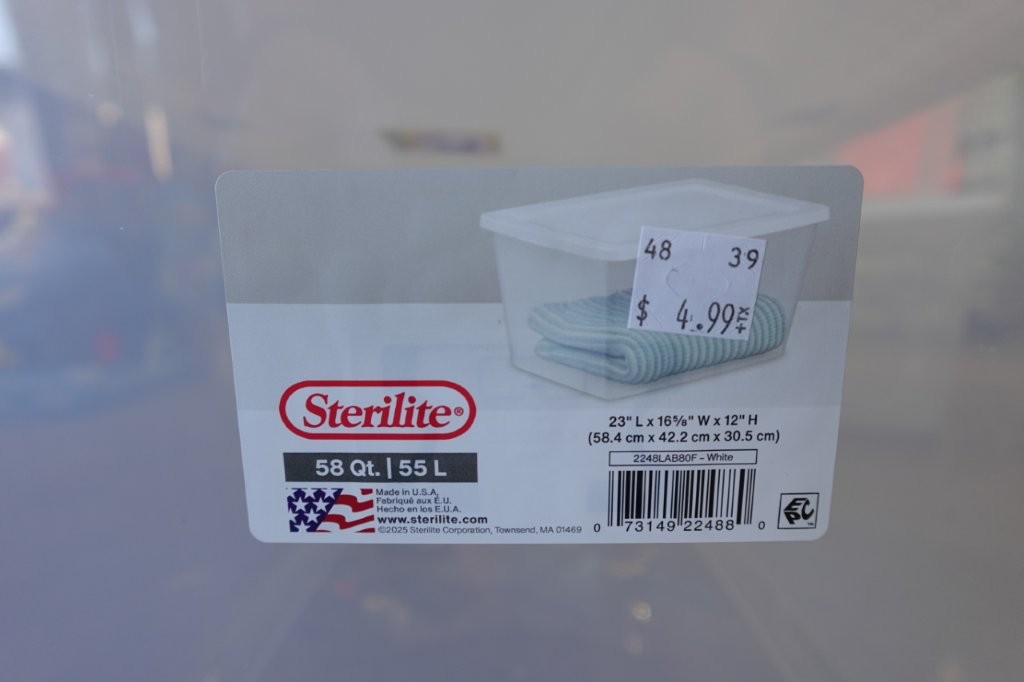 48 39
$ 4.99 +TX
Sterilite®
58 Qt. | 55 L
Made in U.S.A.
Fabriqué aux É.U.
Hecho en los E.U.A.
www.sterilite.com
©2025 Sterilite Corporation, Townsend, MA 01469
23" L x 16⅝" W x 12" H
(58.4 cm x 42.2 cm x 30.5 cm)
2248LAB80F - White
0 73149 22488 0
EPC™